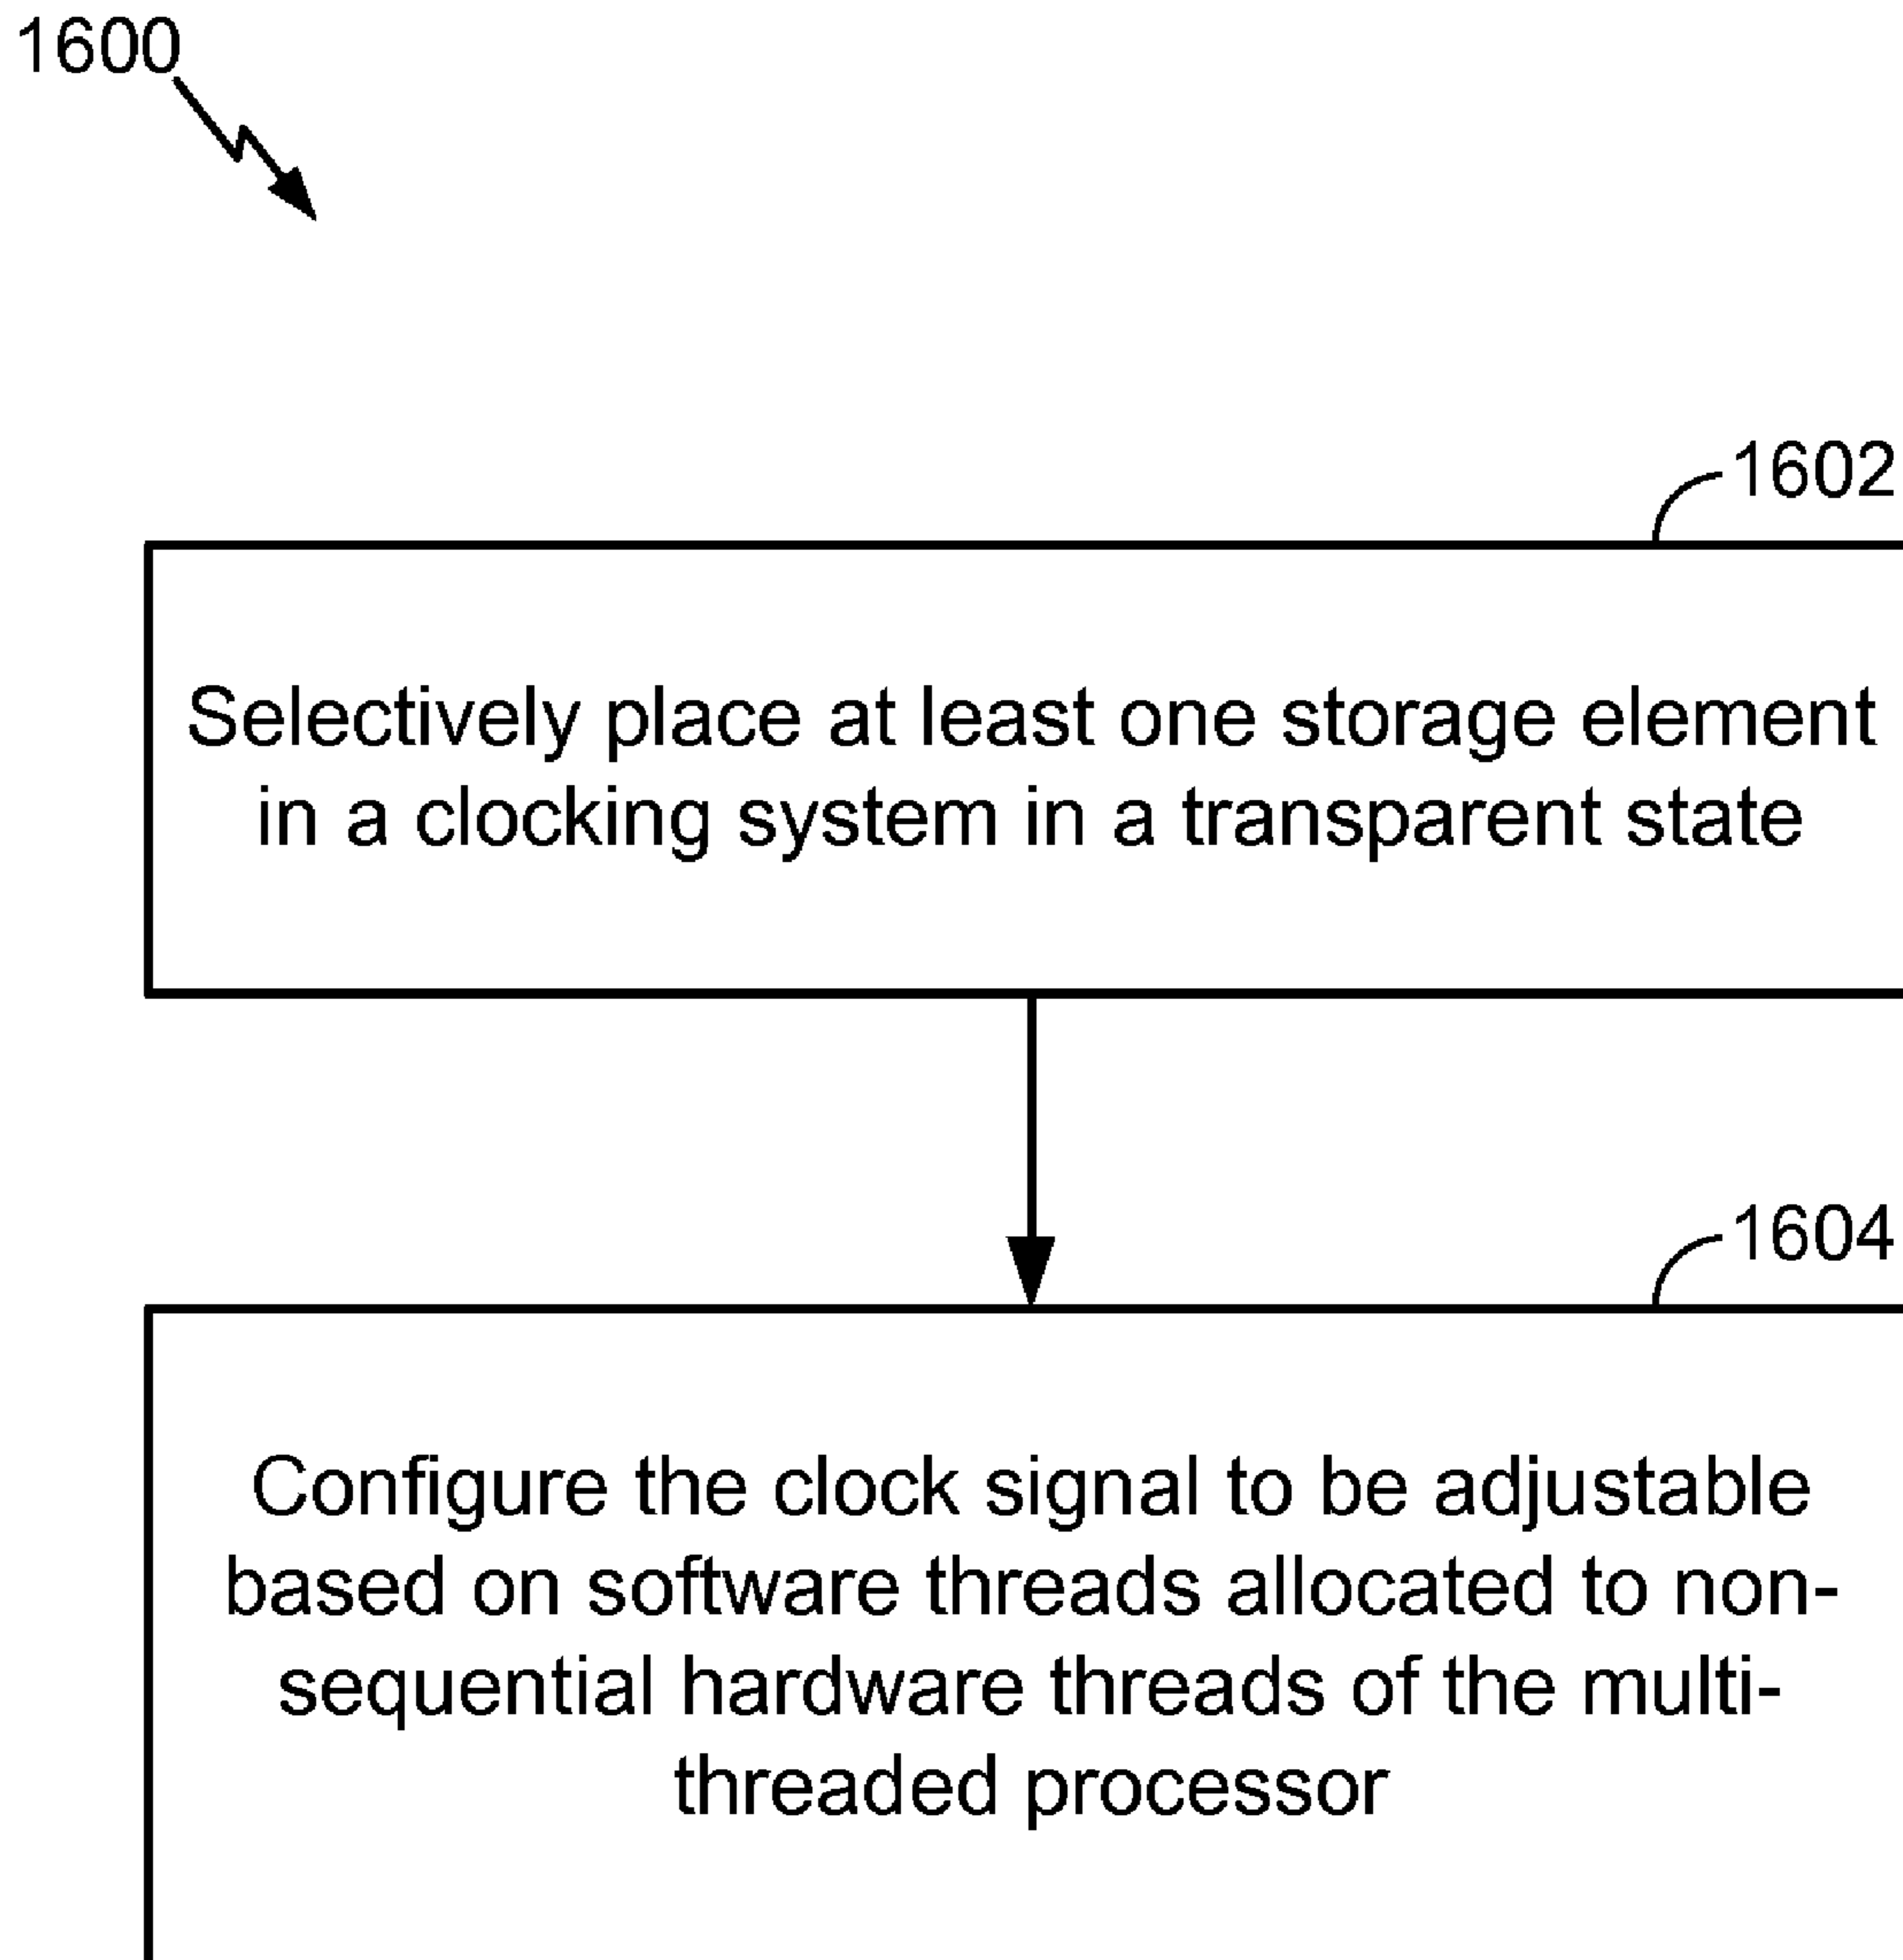 1600
1602
Selectively place at least one storage element
in a clocking system in a transparent state
1604
Configure the clock signal to be adjustable
based on software threads allocated to non-
sequential hardware threads of the multi-
threaded processor